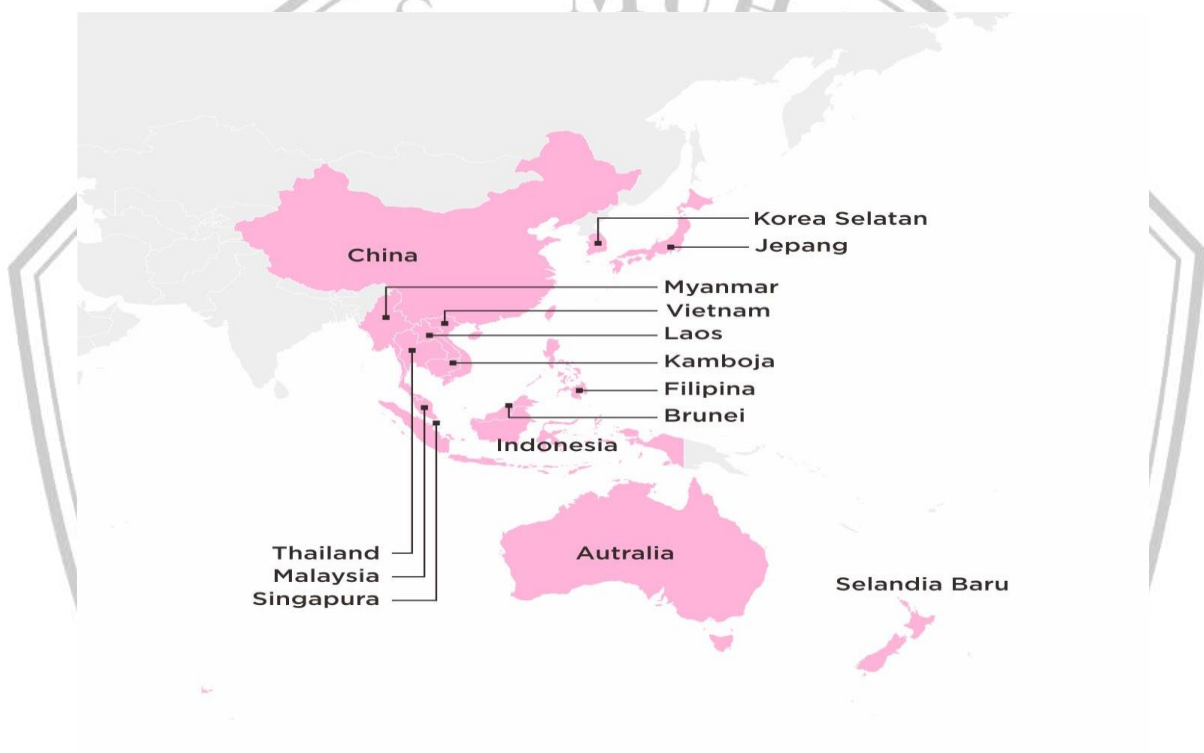 Korea Selatan
Jepang
China
Myanmar
Vietnam
Laos
Kamboja
Filipina
Brunei
Indonesia
Thailand
Malaysia
Singapura
Autralia
Selandia Baru